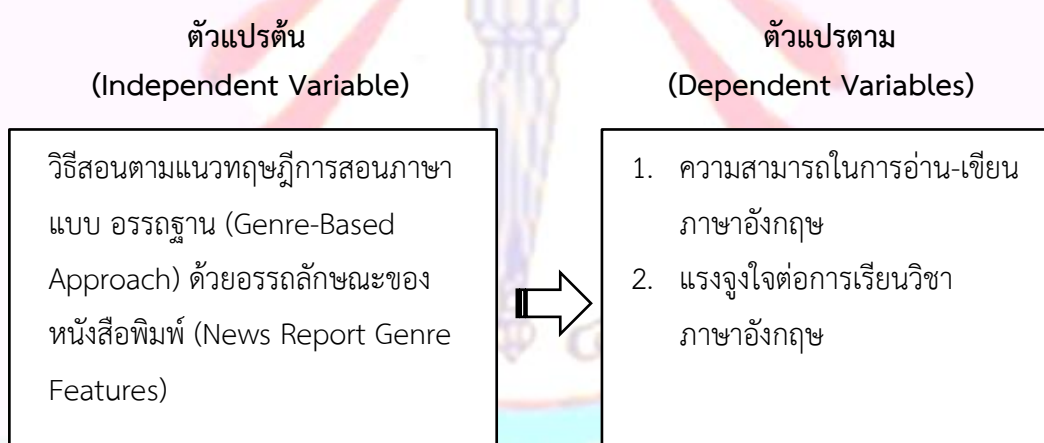 ตัวแปรต้น
(Independent Variable)
วิธีสอนตามแนวทฤษฎีการสอนภาษา
แบบ อรรถฐาน (Genre-Based
Approach) ด้วยอรรถลักษณะของ
หนังสือพิมพ์ (News Report Genre
Features)
ตัวแปรตาม
(Dependent Variables)
1. ความสามารถในการอ่าน-เขียน
ภาษาอังกฤษ
2. แรงจูงใจต่อการเรียนวิชา
ภาษาอังกฤษ